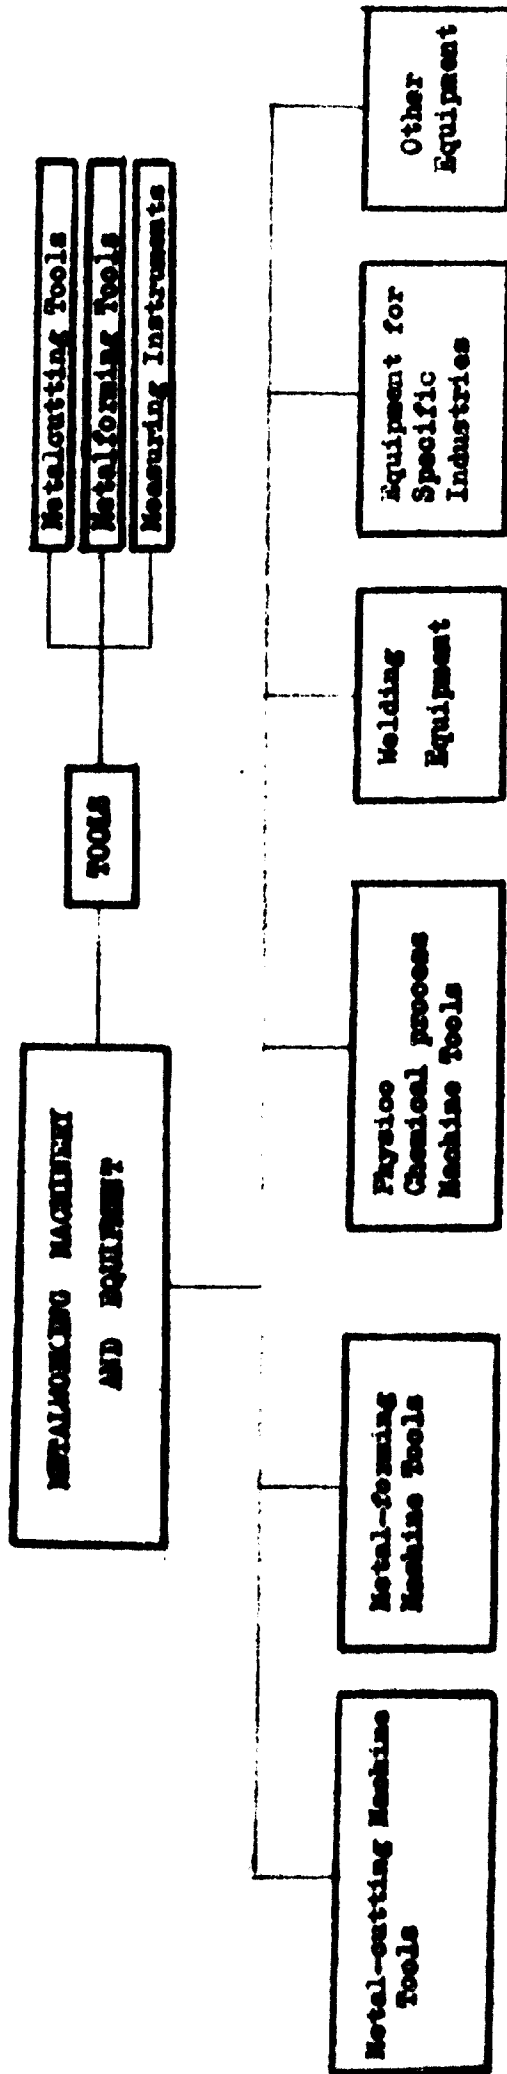 METALWORKING MACHINERY
AND EQUIPMENT
TOOLS
Metalcutting Tools
Metalforming Tools
Measuring Instruments
Metal-cutting Machine
Tools
Metal-forming
Machine Tools
Physico
Chemical process
Machine Tools
Welding
Equipment
Equipment for
Specific
Industries
Other
Equipment